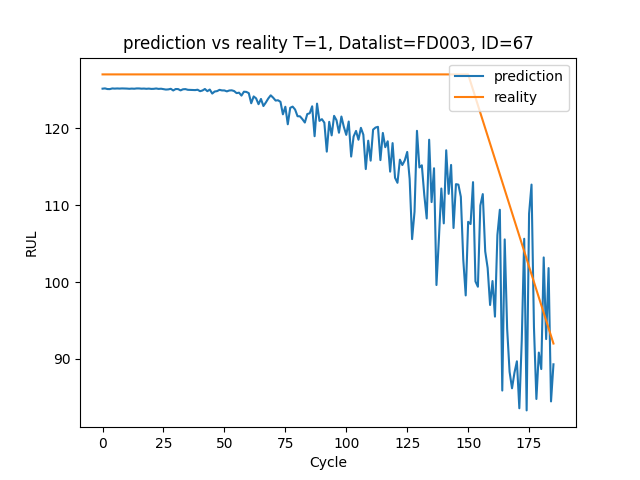 prediction vs reality T=1, Datalist=FD003, ID=67
prediction
reality
RUL
120
110
100
90
0 25 50 75 100 125 150 175
Cycle